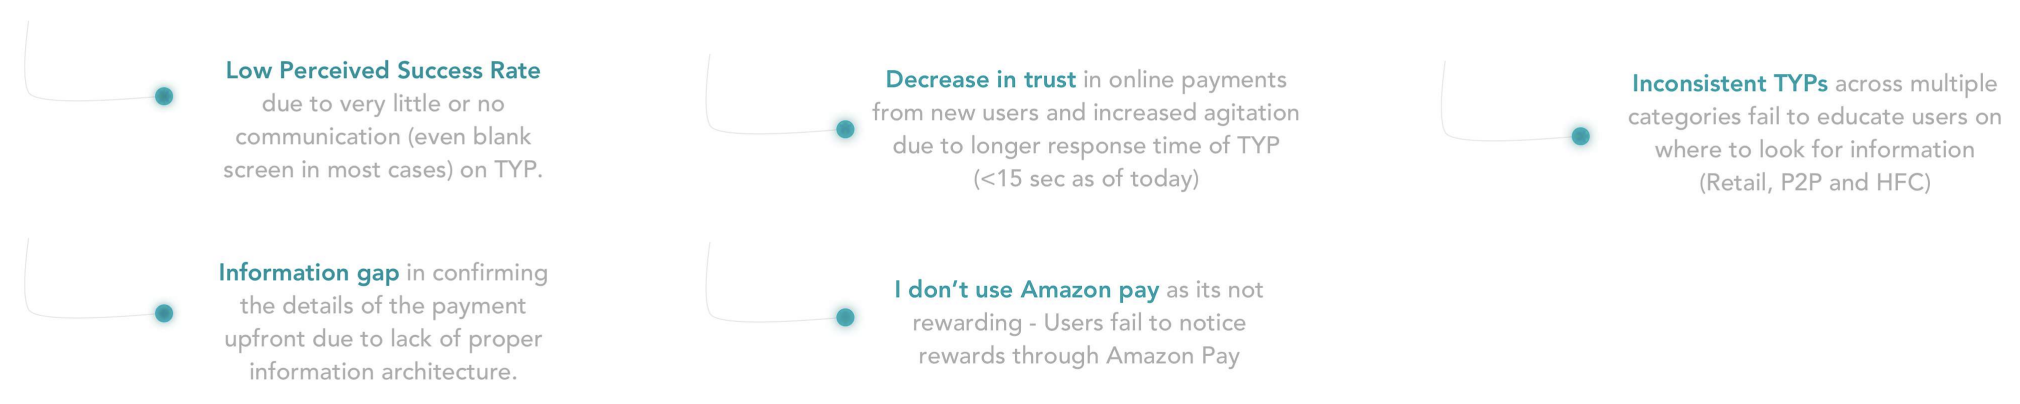 Low Perceived Success Rate
due to very little or no
communication (even blank
screen in most cases) on TYP.
Decrease in trust in online payments
from new users and increased agitation
due to longer response time of TYP
(<15 sec as of today)
Inconsistent TYPs across multiple
categories fail to educate users on
where to look for information
(Retail, P2P and HFC)
Information gap in confirming
the details of the payment
upfront due to lack of proper
information architecture.
I don’t use Amazon pay as its not
rewarding - Users fail to notice
rewards through Amazon Pay